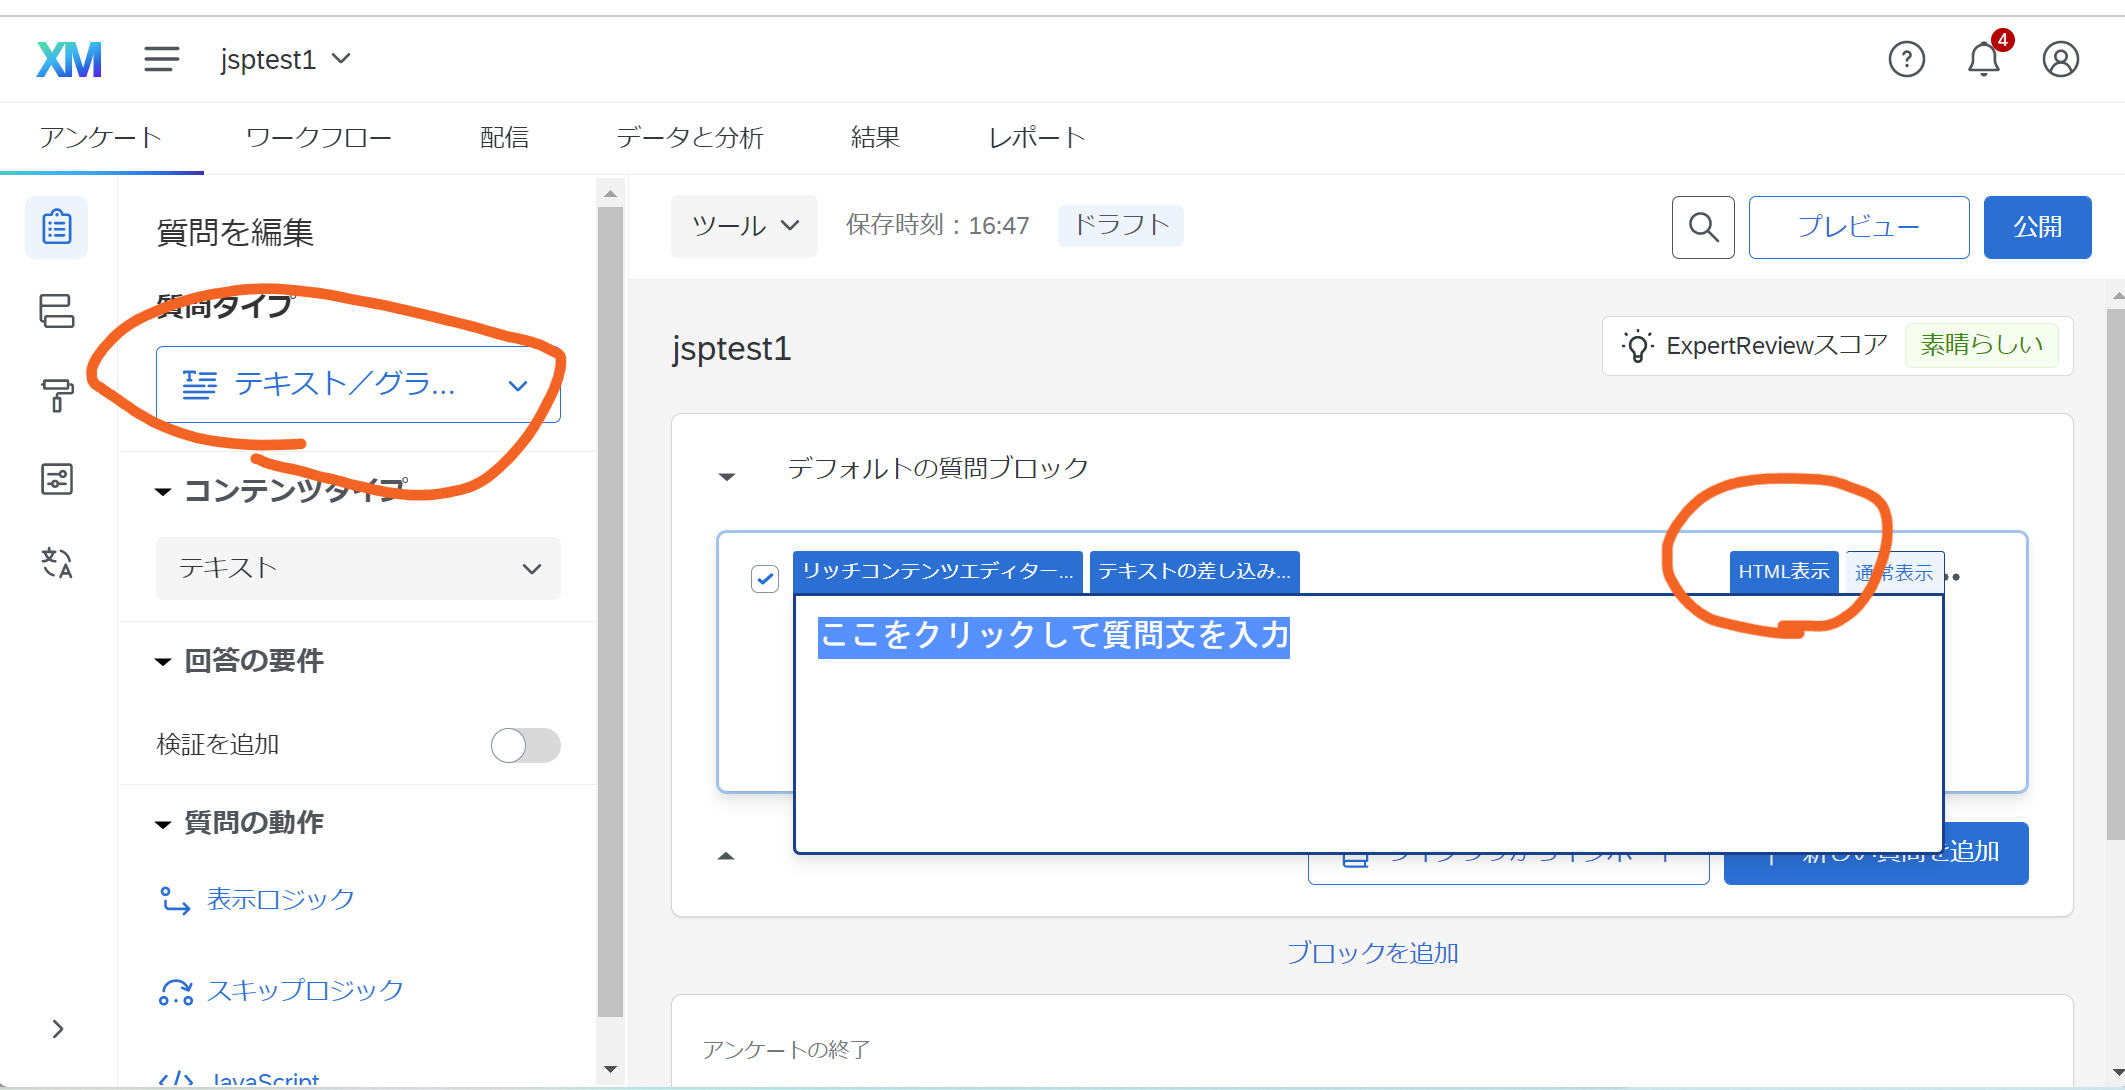 XM
jsptest1
4
アンケート ワークフロー 配信 データと分析 結果 レポート
質問を編集
ツール 保存時刻：16:47 ドラフト
プレビュー 公開
質問タイプ
テキスト／グラ...
jsptest1
ExpertReviewスコア 素晴らしい
コンテンツタイプ
テキスト
デフォルトの質問ブロック
リッチコンテンツエディター... テキストの差し込み... HTML表示 通常表示
ここをクリックして質問文を入力
回答の要件
検証を追加
質問の動作
新しい質問を追加
表示ロジック
ブロックを追加
スキップロジック
アンケートの終了
JavaScript